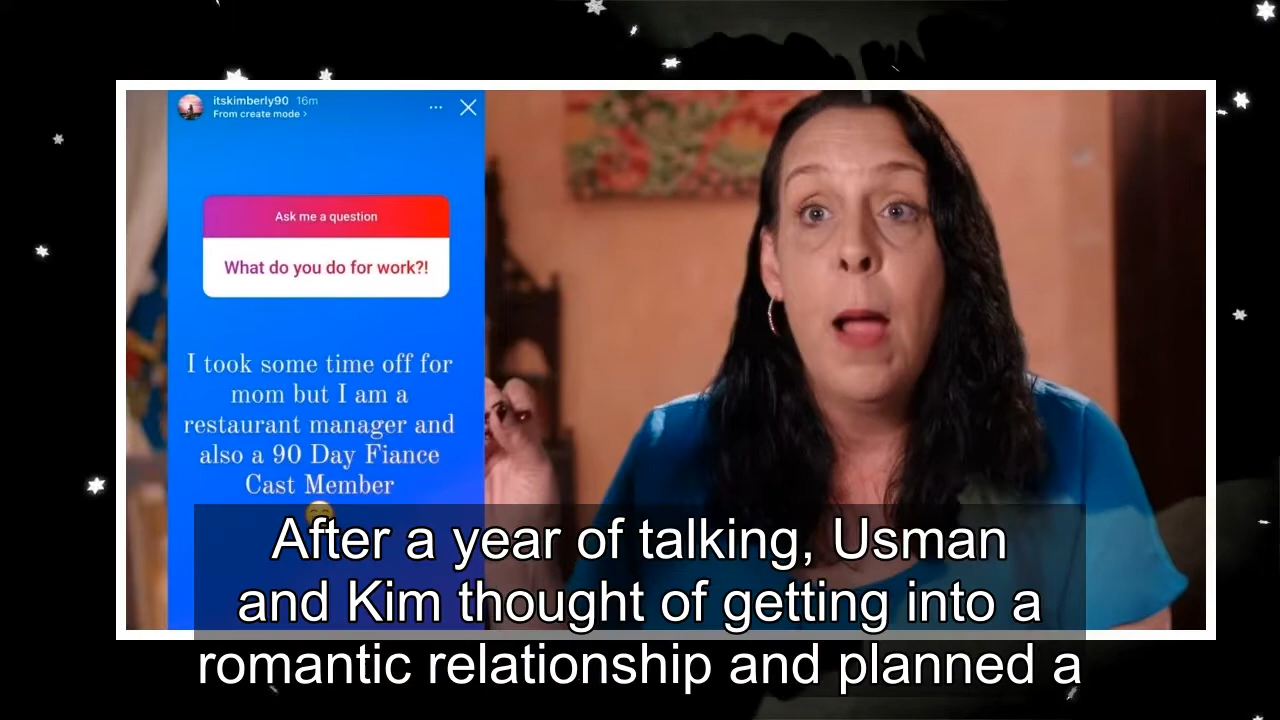 itskimberly90 16m
From create mode >
Ask me a question
What do you do for work?!
I took some time off for
mom but I am a
restaurant manager and
also a 90 Day Fiance
Cast Member
After a year of talking, Usman
and Kim thought of getting into a
romantic relationship and planned a